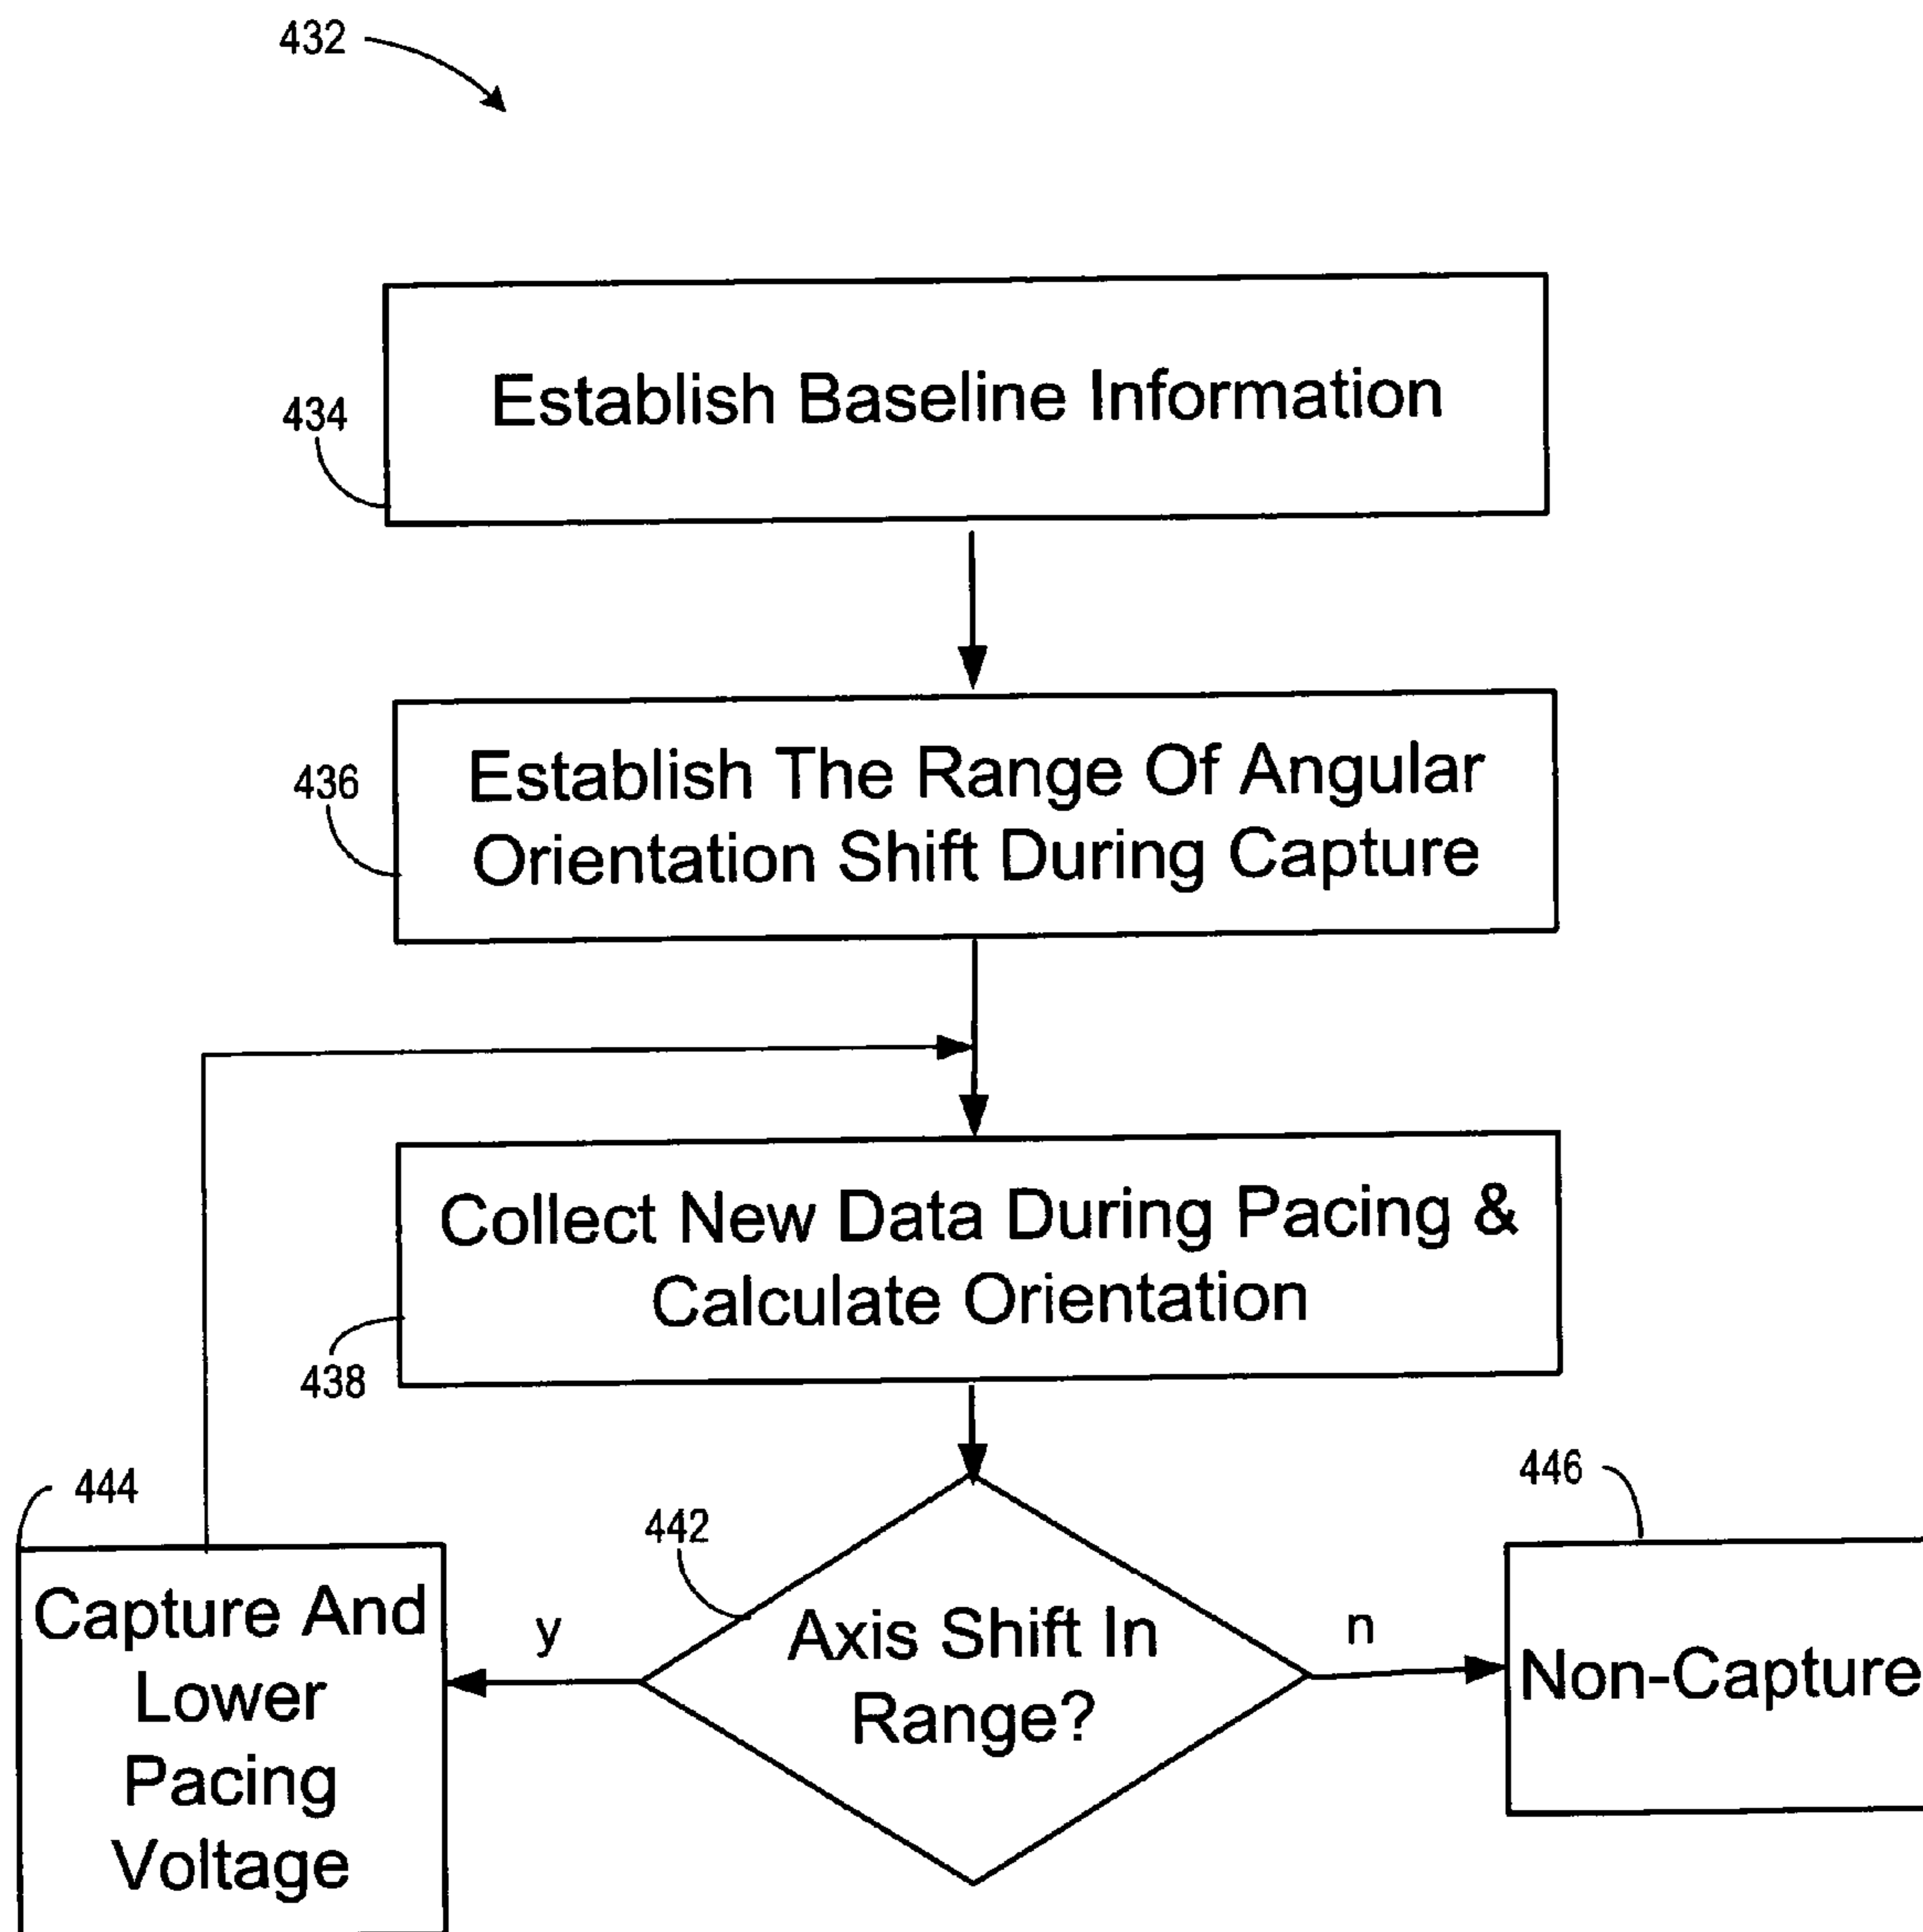 432
Establish Baseline Information
434
Establish The Range Of Angular
Orientation Shift During Capture
436
Collect New Data During Pacing &
Calculate Orientation
438
444
446
442
Capture And
Lower
Pacing
Voltage
y
Axis Shift In
Range?
n
Non-Capture